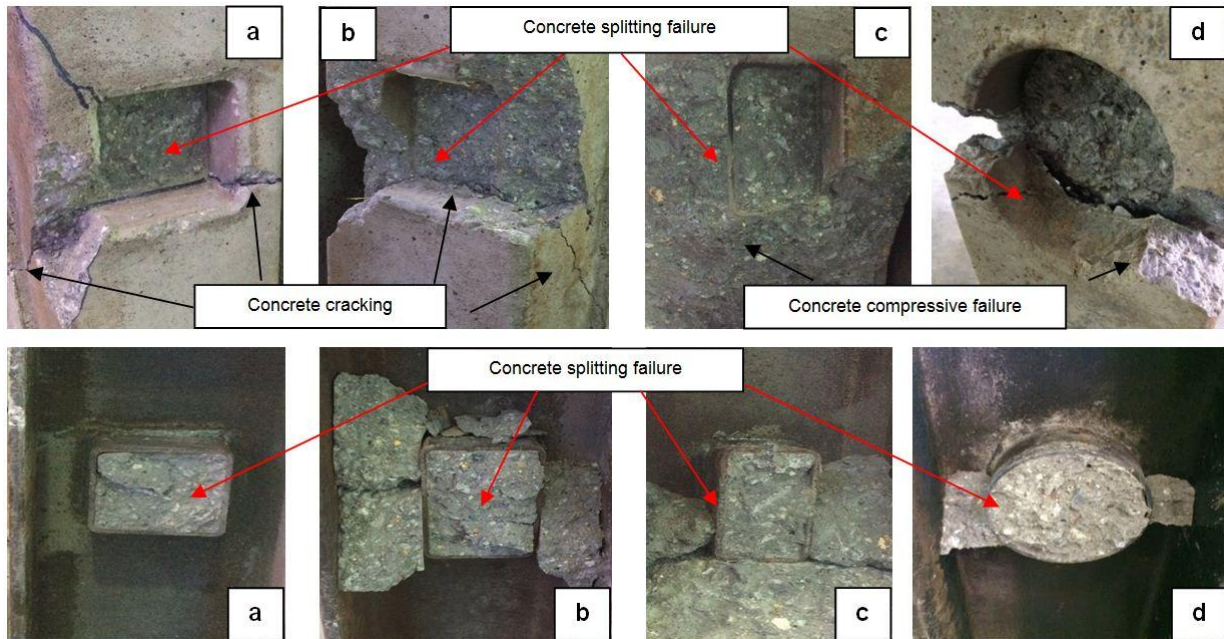 a
b
Concrete splitting failure
c
d
Concrete cracking
Concrete compressive failure
Concrete splitting failure
a
b
c
d